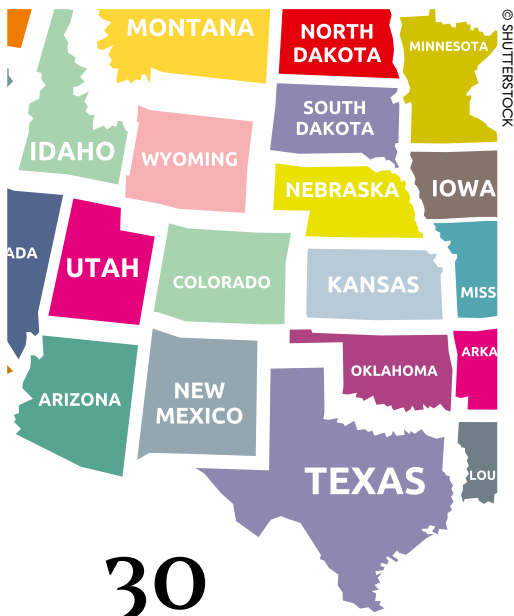 © SHUTTERSTOCK
MONTANA
NORTH
DAKOTA
MINNESOTA
SOUTH
DAKOTA
IDAHO
WYOMING
NEBRASKA
IOWA
ADA
UTAH
COLORADO
KANSAS
MISS
ARIZONA
NEW
MEXICO
OKLAHOMA
ARKA
TEXAS
LOU
30